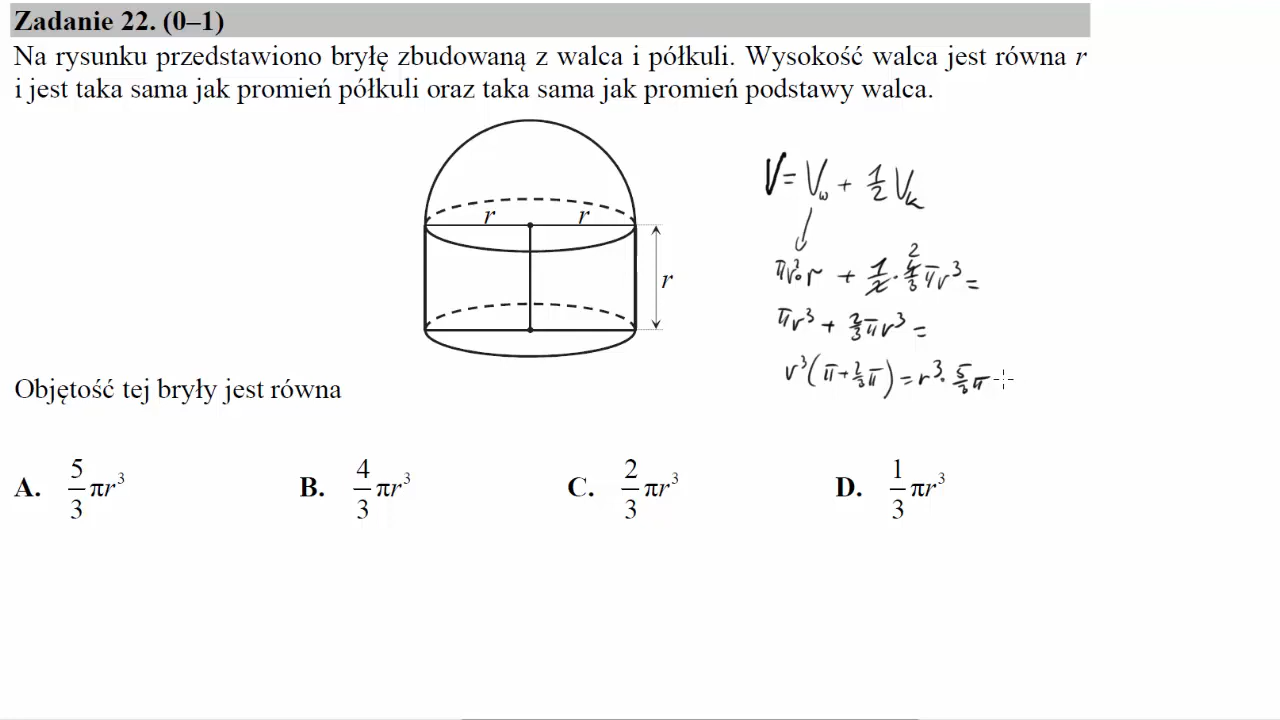 Zadanie 22. (0–1)
Na rysunku przedstawiono bryłę zbudowaną z walca i półkuli. Wysokość walca jest równa r
i jest taka sama jak promień półkuli oraz taka sama jak promień podstawy walca.
r r
r
V = V_w + 1/2 V_k
πr²·r + 1/2 · 4/3 πr³ =
2
πr³ + 2/3 πr³ =
r³(π + 2/3 π) = r³ · 5/3 π
Objętość tej bryły jest równa
A. 5/3 πr³ B. 4/3 πr³ C. 2/3 πr³ D. 1/3 πr³